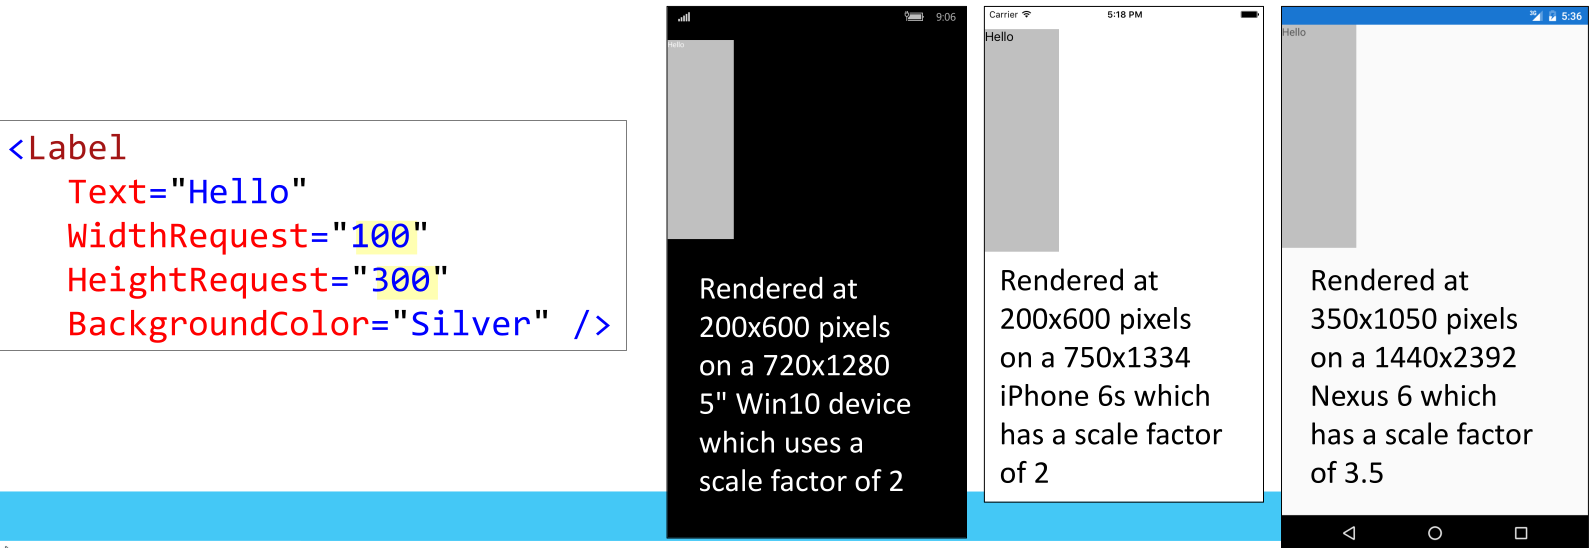 <Label
Text="Hello"
WidthRequest="100"
HeightRequest="300"
BackgroundColor="Silver" />
9:06
Hello
Rendered at
200x600 pixels
on a 720x1280
5" Win10 device
which uses a
scale factor of 2
Carrier
5:18 PM
Hello
Rendered at
200x600 pixels
on a 750x1334
iPhone 6s which
has a scale factor
of 2
3G
5:36
Hello
Rendered at
350x1050 pixels
on a 1440x2392
Nexus 6 which
has a scale factor
of 3.5